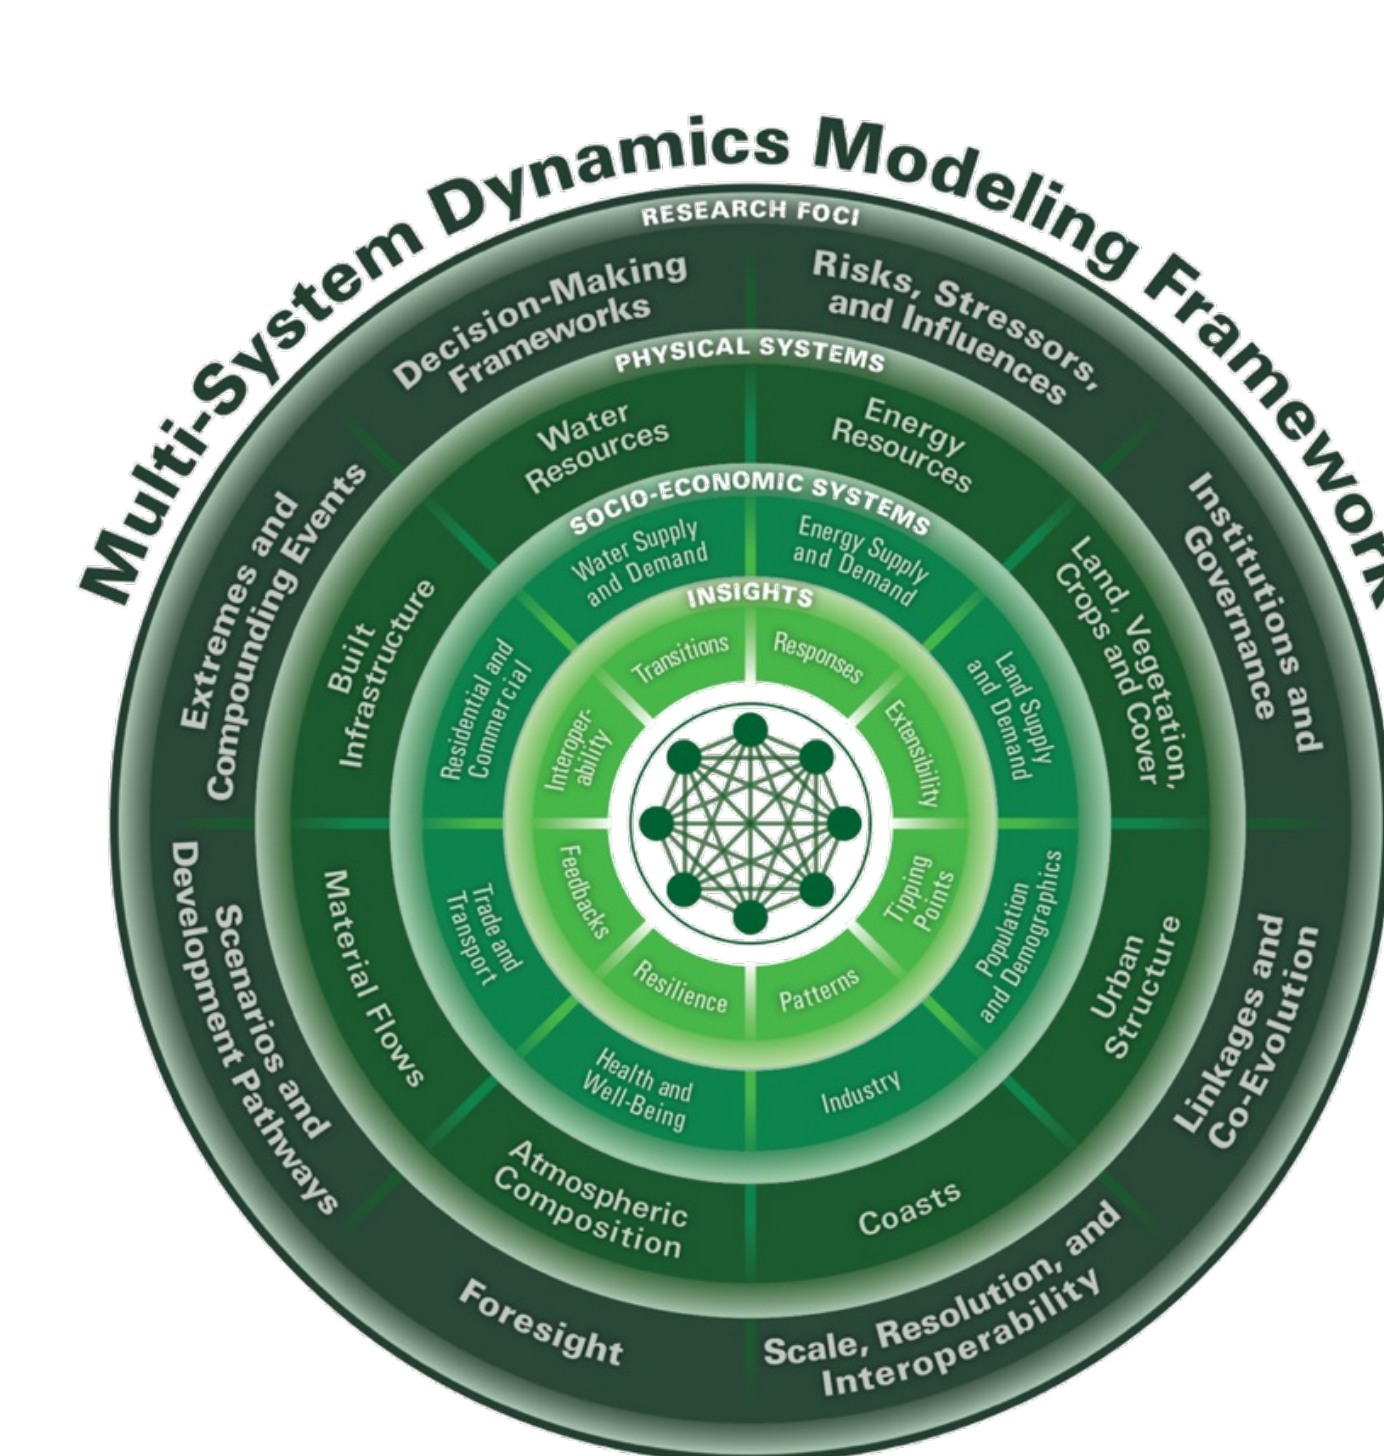 Multi-System Dynamics Modeling Framework
RESEARCH FOCI
Decision-Making
Frameworks
Risks, Stressors,
and Influences
Institutions and
Governance
Linkages and
Co-Evolution
Scale, Resolution, and
Interoperability
Foresight
Scenarios and
Development Pathways
Extremes and
Compounding Events
PHYSICAL SYSTEMS
Water
Resources
Energy
Resources
Land, Vegetation,
Crops and Cover
Urban
Structure
Coasts
Atmospheric
Composition
Material Flows
Built
Infrastructure
SOCIO-ECONOMIC SYSTEMS
Water Supply
and Demand
Energy Supply
and Demand
Land Supply
and Demand
Population
and Demographics
Industry
Health and
Well-Being
Trade and
Transport
Residential and
Commercial
INSIGHTS
Transitions
Responses
Extensibility
Tipping
Points
Patterns
Resilience
Feedbacks
Interoper-
ability